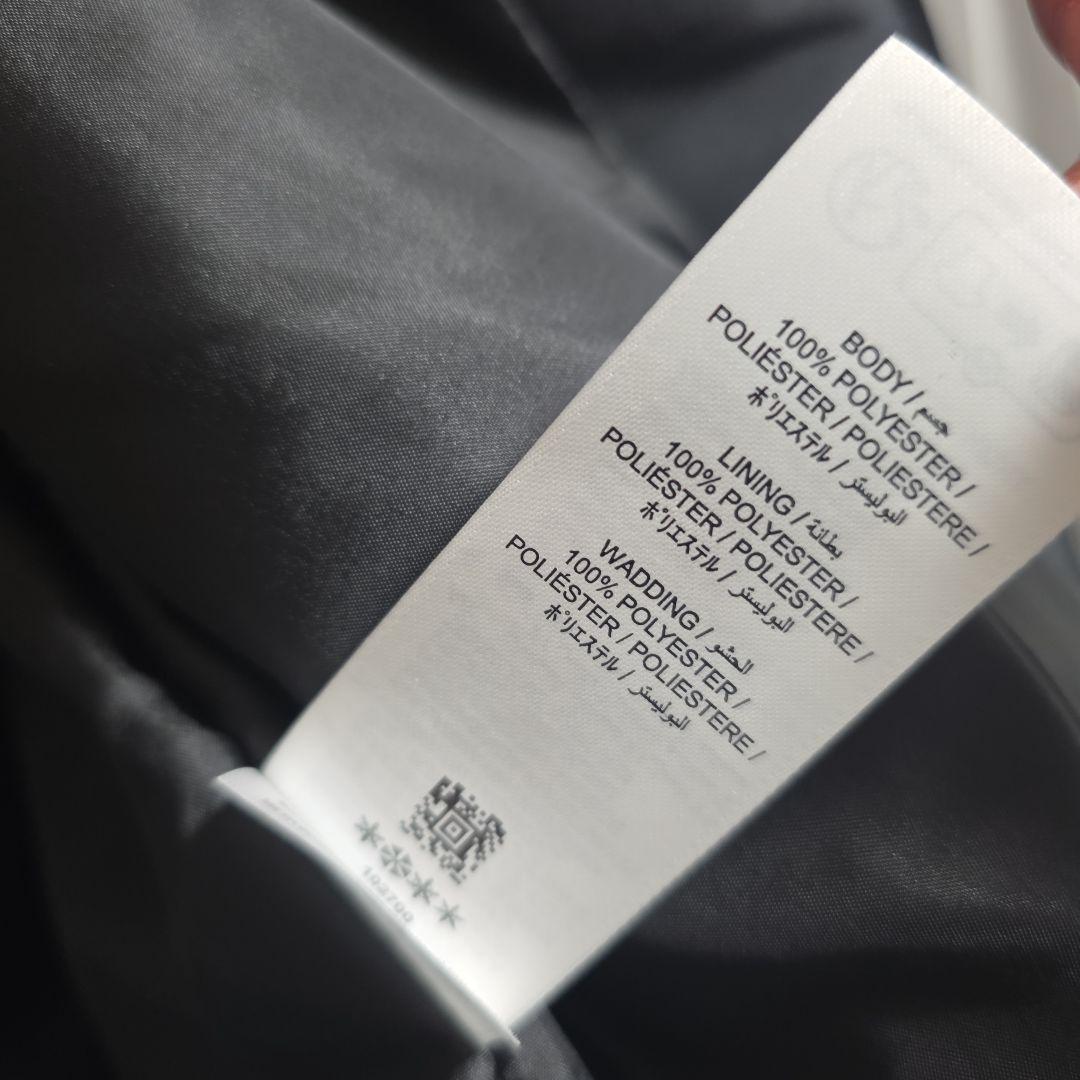 BODY / جسم
100% POLYESTER /
POLIÉSTER / POLIESTERE /
ポリエステル / البوليستر
LINING / بطانة
100% POLYESTER /
POLIÉSTER / POLIESTERE /
ポリエステル / البوليستر
WADDING / الحشو
100% POLYESTER /
POLIÉSTER / POLIESTERE /
ポリエステル / البوليستر